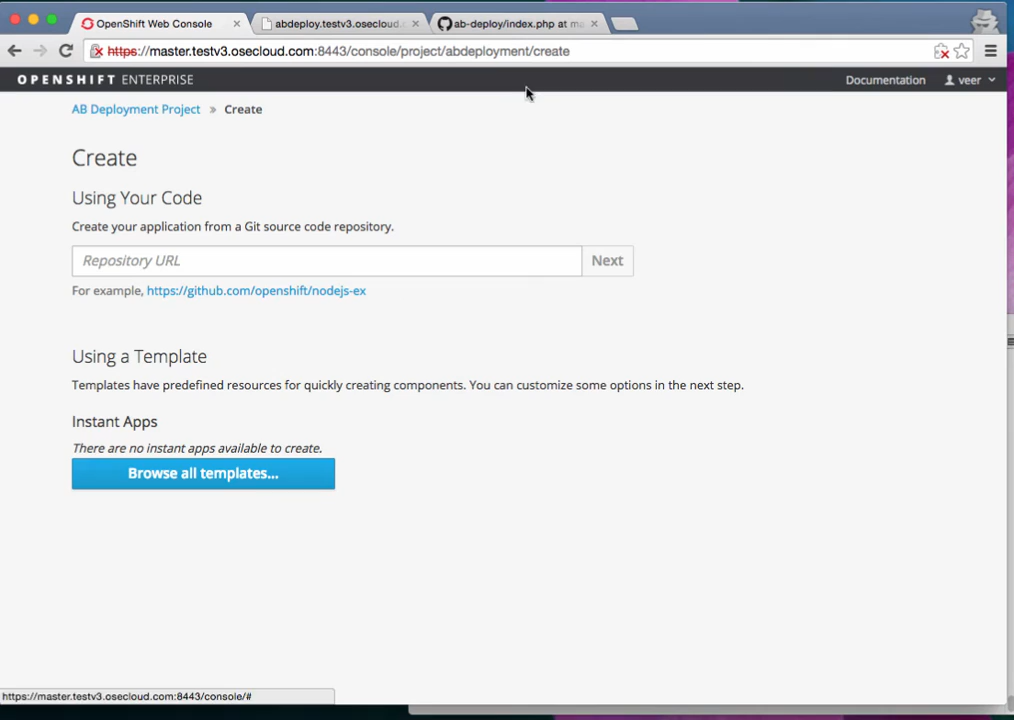 OpenShift Web Console
abdeploy.testv3.osecloud.
ab-deploy/index.php at ma
https://master.testv3.osecloud.com:8443/console/project/abdeployment/create
OPENSHIFT ENTERPRISE
Documentation
veer
AB Deployment Project » Create
Create
Using Your Code
Create your application from a Git source code repository.
Repository URL
Next
For example, https://github.com/openshift/nodejs-ex
Using a Template
Templates have predefined resources for quickly creating components. You can customize some options in the next step.
Instant Apps
There are no instant apps available to create.
Browse all templates...
https://master.testv3.osecloud.com:8443/console/#